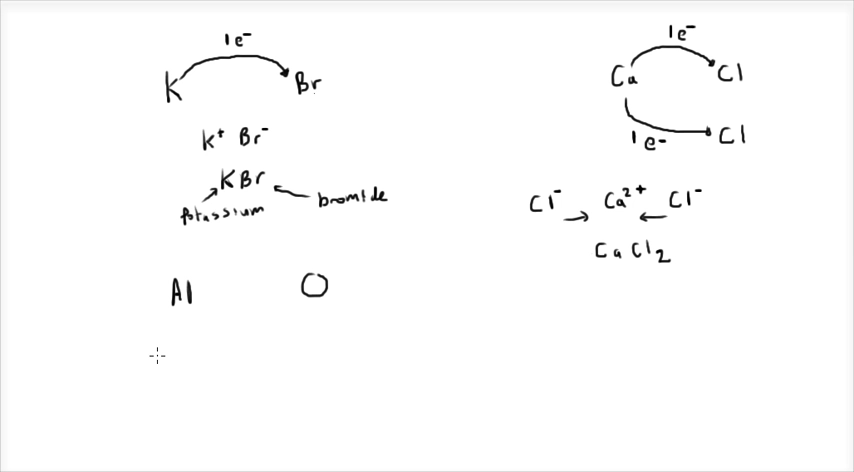 1e⁻
K Br
K⁺ Br⁻
KBr
potassium bromide
Al O
1e⁻
Ca Cl
1e⁻ Cl
Cl⁻ Ca²⁺ Cl⁻
CaCl₂